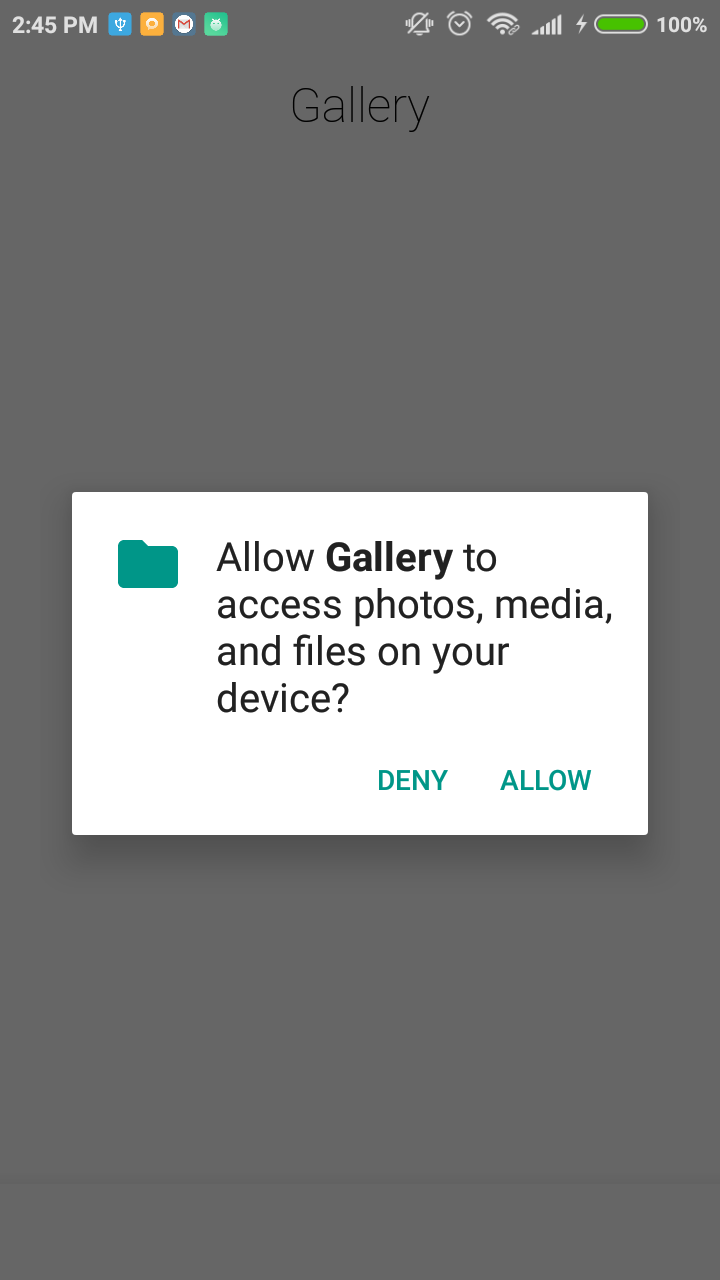 2:45 PM 100%
Gallery
Allow Gallery to
access photos, media,
and files on your
device?
DENY ALLOW